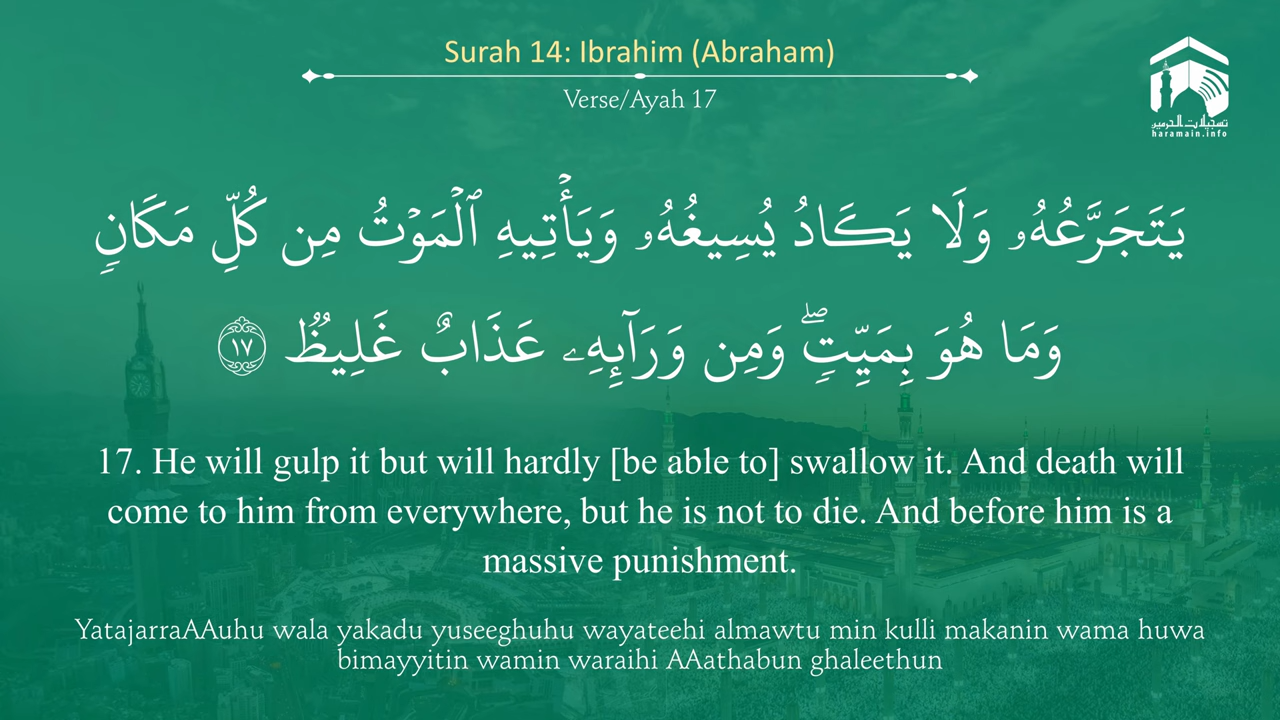 Surah 14: Ibrahim (Abraham)
Verse/Ayah 17
تسجيلات الحرمين
haramain.info
يَتَجَرَّعُهُۥ وَلَا يَكَادُ يُسِيغُهُۥ وَيَأۡتِيهِ ٱلۡمَوۡتُ مِن كُلِّ مَكَانٖ
وَمَا هُوَ بِمَيِّتٖۖ وَمِن وَرَآئِهِۦ عَذَابٌ غَلِيظٞ ١٧
17. He will gulp it but will hardly [be able to] swallow it. And death will
come to him from everywhere, but he is not to die. And before him is a
massive punishment.
YatajarraAAuhu wala yakadu yuseeghuhu wayateehi almawtu min kulli makanin wama huwa
bimayyitin wamin waraihi AAathabun ghaleethun